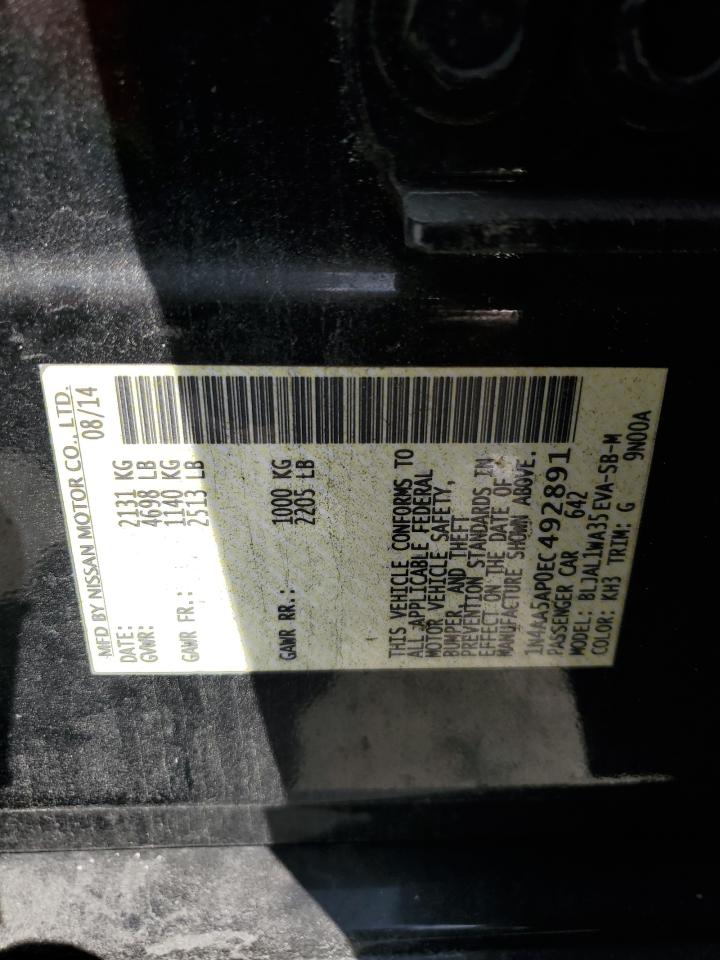 MFD BY NISSAN MOTOR CO., LTD.
DATE: 08/14
GVWR: 2131 KG
4698 LB
GAWR FR.: 1140 KG
2513 LB
GAWR RR.: 1000 KG
2205 LB
THIS VEHICLE CONFORMS TO
ALL APPLICABLE FEDERAL
MOTOR VEHICLE SAFETY,
BUMPER, AND THEFT
PREVENTION STANDARDS IN
EFFECT ON THE DATE OF
MANUFACTURE SHOWN ABOVE.
1N4AA5AP0EC492891
PASSENGER CAR 642
MODEL: BLJAL1WA35EVA-SB-M
COLOR: KH3 TRIM: G 9N00A